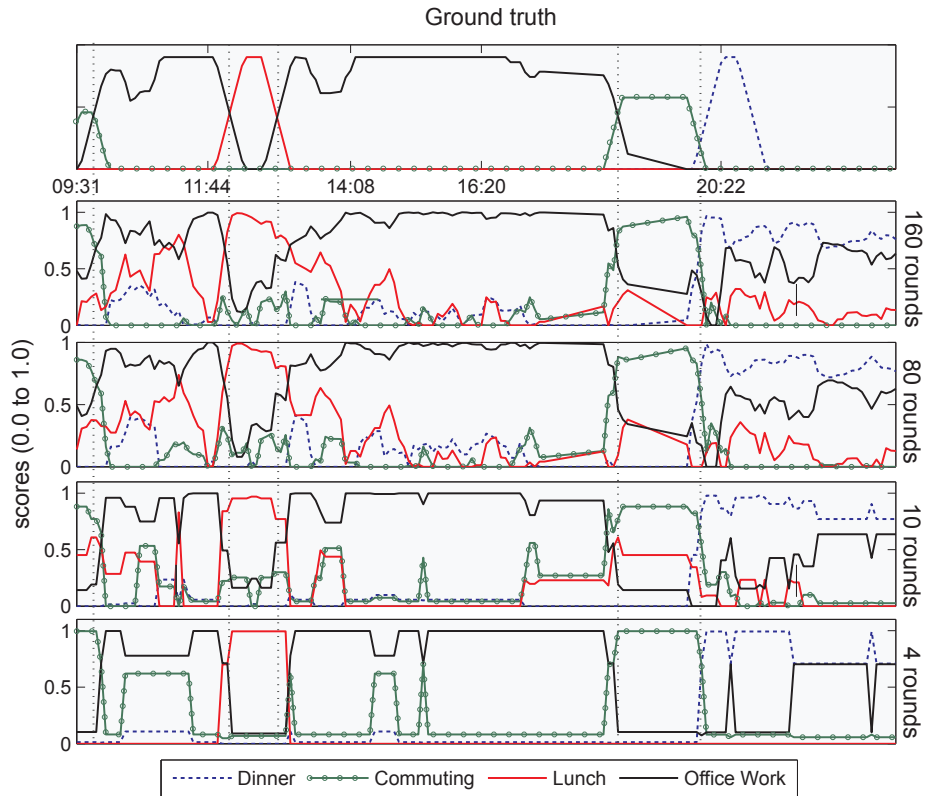 Ground truth
09:31 11:44 14:08 16:20 20:22
scores (0.0 to 1.0)
1
0.5
0
160 rounds
1
0.5
0
80 rounds
1
0.5
0
10 rounds
1
0.5
0
4 rounds
Dinner Commuting Lunch Office Work